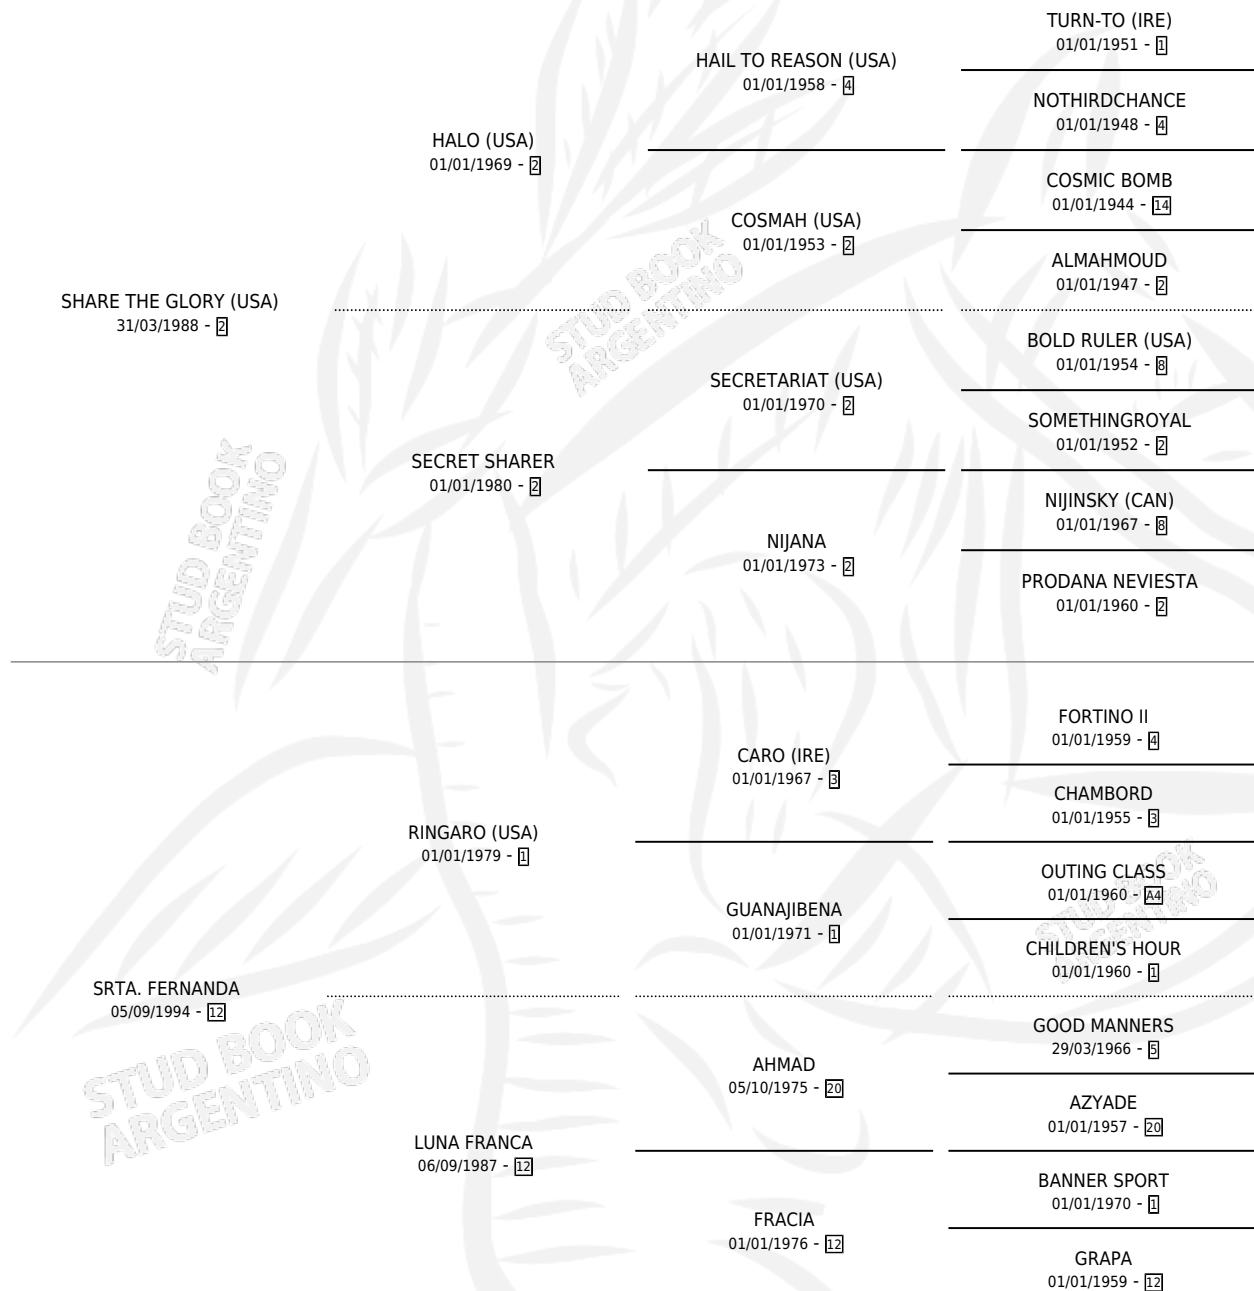 TURN-TO (IRE)
01/01/1951 - 1
HAIL TO REASON (USA)
01/01/1958 - 4
NOTHIRDCHANCE
01/01/1948 - 4
HALO (USA)
01/01/1969 - 2
COSMIC BOMB
01/01/1944 - 14
COSMAH (USA)
01/01/1953 - 2
ALMAHMOUD
01/01/1947 - 2
SHARE THE GLORY (USA)
31/03/1988 - 2
STUD BOOK
ARGENTINO
BOLD RULER (USA)
01/01/1954 - 8
SECRETARIAT (USA)
01/01/1970 - 2
SOMETHINGROYAL
01/01/1952 - 2
SECRET SHARER
01/01/1980 - 2
NIJINSKY (CAN)
01/01/1967 - 8
NIJANA
01/01/1973 - 2
PRODANA NEVIESTA
01/01/1960 - 2
STUD BOOK
ARGENTINO
FORTINO II
01/01/1959 - 4
CARO (IRE)
01/01/1967 - 3
CHAMBORD
01/01/1955 - 3
RINGARO (USA)
01/01/1979 - 1
OUTING CLASS
01/01/1960 - A4
GUANAJIBENA
01/01/1971 - 1
CHILDREN'S HOUR
01/01/1960 - 1
STUD BOOK
ARGENTINO
SRTA. FERNANDA
05/09/1994 - 12
GOOD MANNERS
29/03/1966 - 5
AHMAD
05/10/1975 - 20
AZYADE
01/01/1957 - 20
LUNA FRANCA
06/09/1987 - 12
BANNER SPORT
01/01/1970 - 1
FRACIA
01/01/1976 - 12
GRAPA
01/01/1959 - 12
STUD BOOK
ARGENTINO